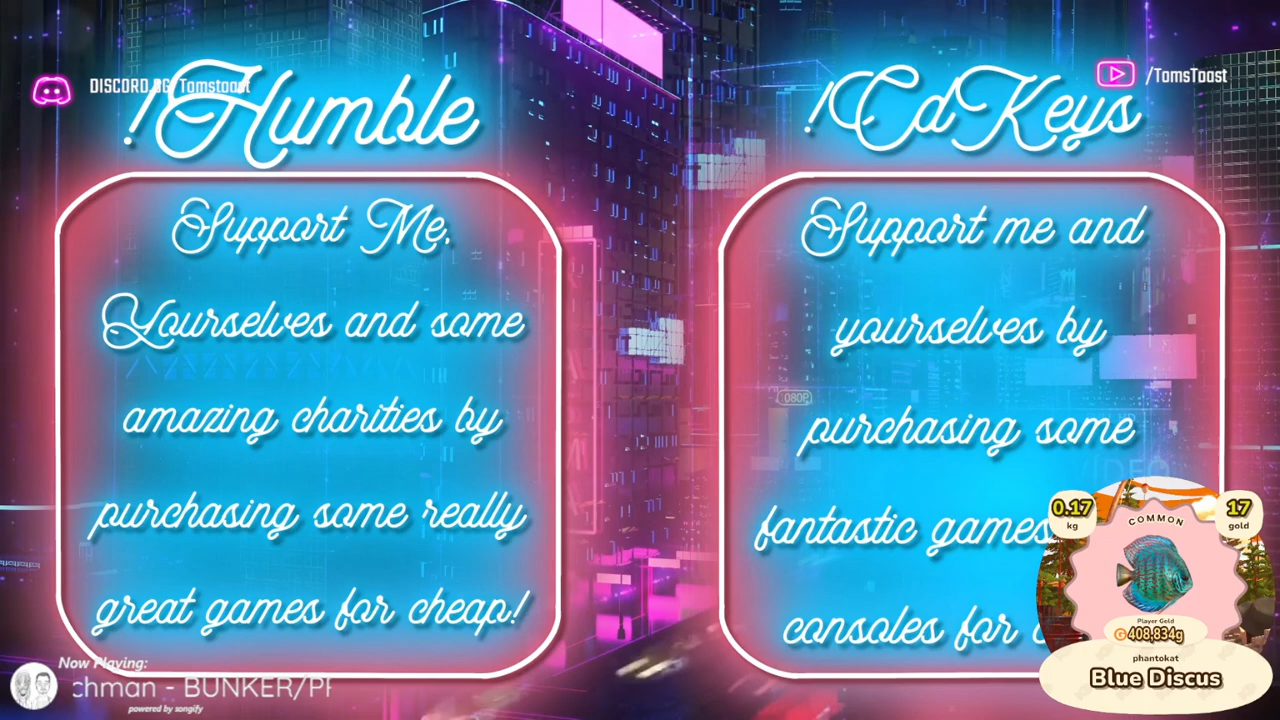 DISCORD.GG/Tomstoast
/TomsToast
!Humble
Support Me,
Yourselves and some
amazing charities by
purchasing some really
great games for cheap!
!CdKeys
Support me and
yourselves by
purchasing some
fantastic games
consoles for
080P
0.17
kg
COMMON
17
gold
Player Gold
G 408,834g
phantokat
Blue Discus
Now Playing:
chman - BUNKER/
powered by songify